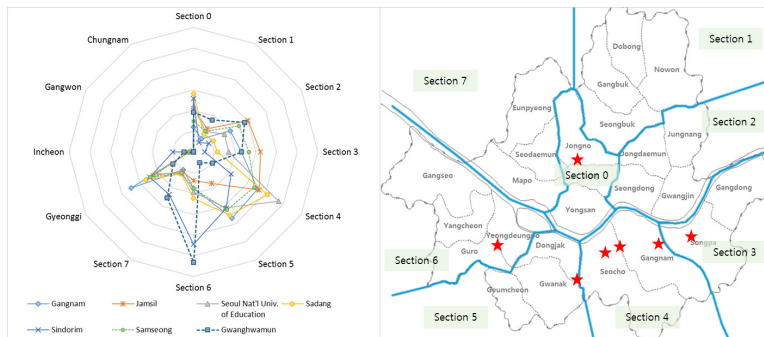 Section 0
Section 1
Section 2
Section 3
Section 4
Section 5
Section 6
Section 7
Gyeonggi
Incheon
Gangwon
Chungnam
Gangnam
Jamsil
Seoul Nat'l Univ.
of Education
Sadang
Sindorim
Samseong
Gwanghwamun
Section 1
Dobong
Nowon
Section 7
Gangbuk
Eunpyeong
Section 2
Seongbuk
Jungnang
Jongno
Seodaemun
Dongdaemun
Gangseo
Section 0
Mapo
Seongdong
Gwangjin
Gangdong
Yongsan
Yangcheon
Yeongdeungpo
Dongjak
Songpa
Section 6
Guro
Seocho
Gangnam
Section 3
Geumcheon
Gwanak
Section 5
Section 4